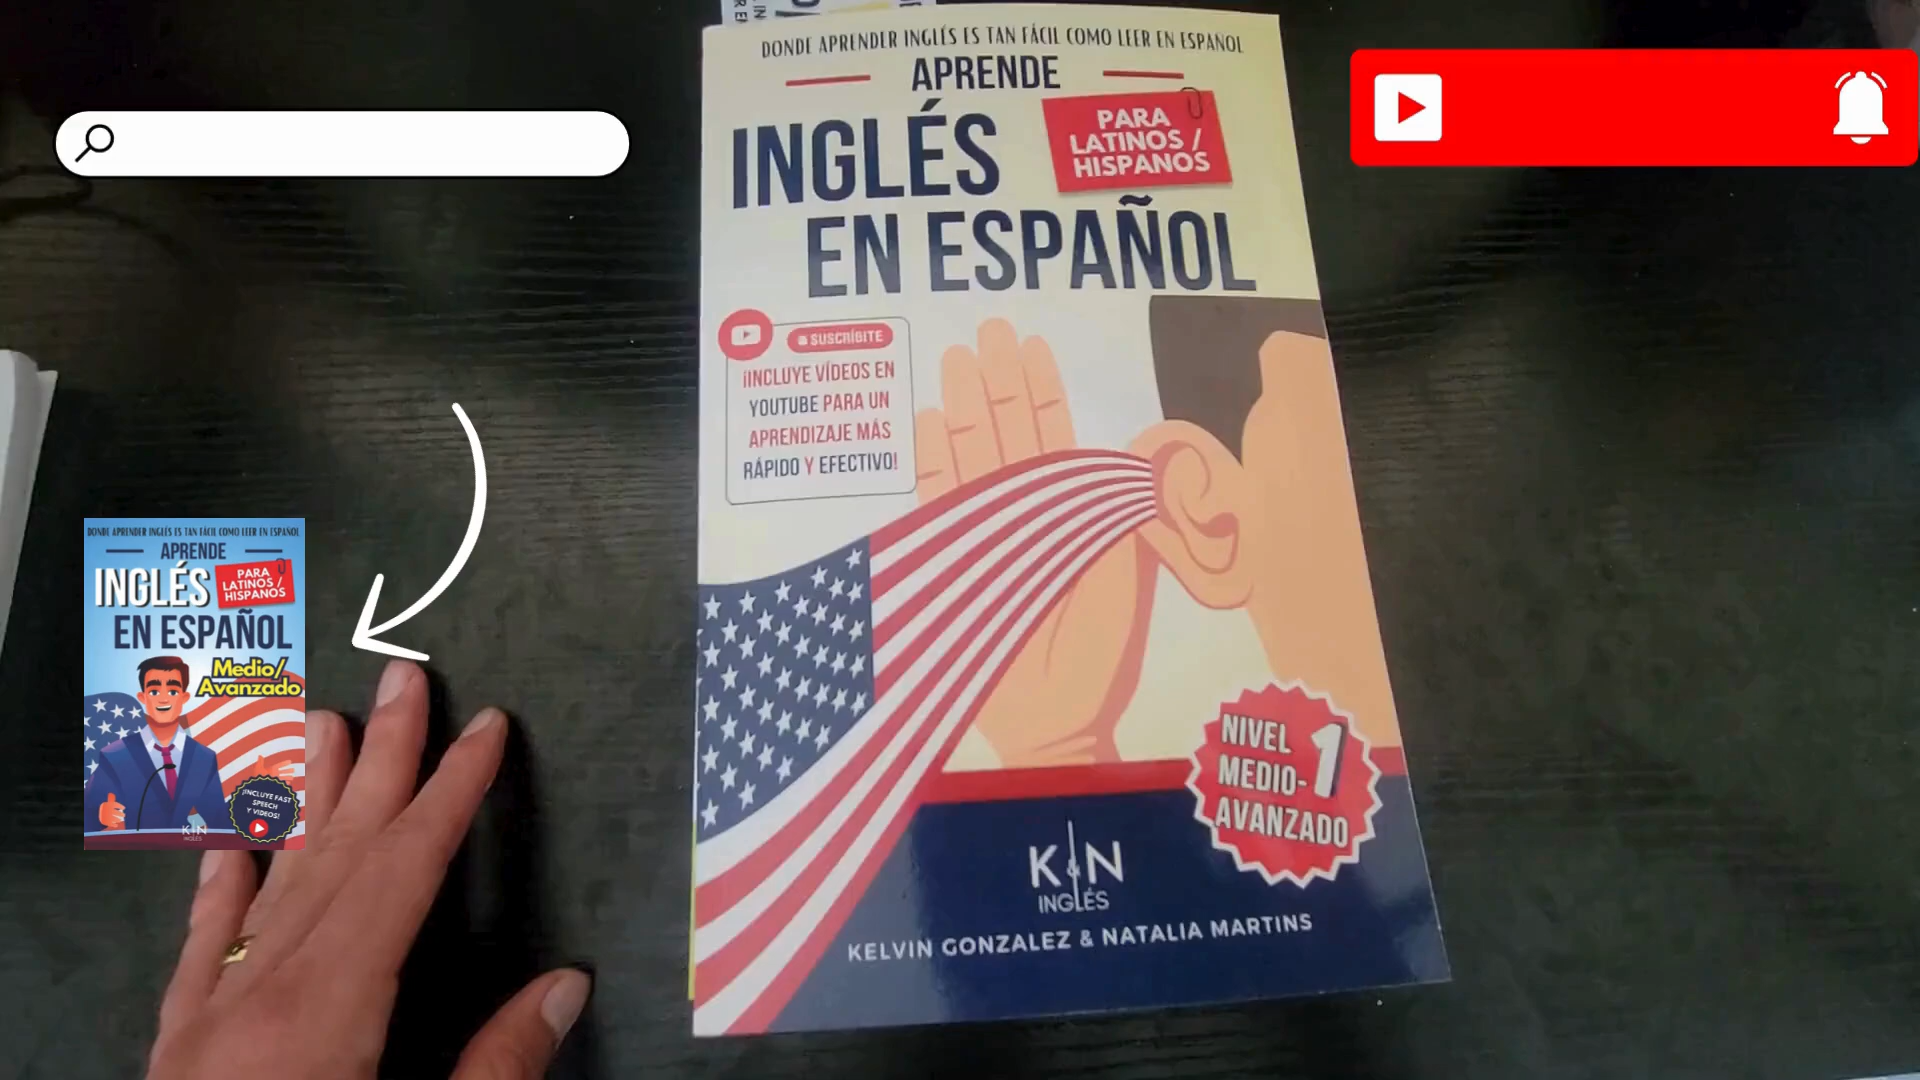 DONDE APRENDER INGLÉS ES TAN FÁCIL COMO LEER EN ESPAÑOL
APRENDE
INGLÉS
PARA
LATINOS /
HISPANOS
EN ESPAÑOL
SUSCRÍBITE
¡INCLUYE VÍDEOS EN
YOUTUBE PARA UN
APRENDIZAJE MÁS
RÁPIDO Y EFECTIVO!
NIVEL 1
MEDIO-
AVANZADO
K&N
INGLÉS
KELVIN GONZALEZ & NATALIA MARTINS
DONDE APRENDER INGLÉS ES TAN FÁCIL COMO LEER EN ESPAÑOL
APRENDE
INGLÉS
PARA
LATINOS /
HISPANOS
EN ESPAÑOL
Medio/
Avanzado
¡INCLUYE FAST
SPEECH
Y VIDEOS!
K&N
INGLÉS